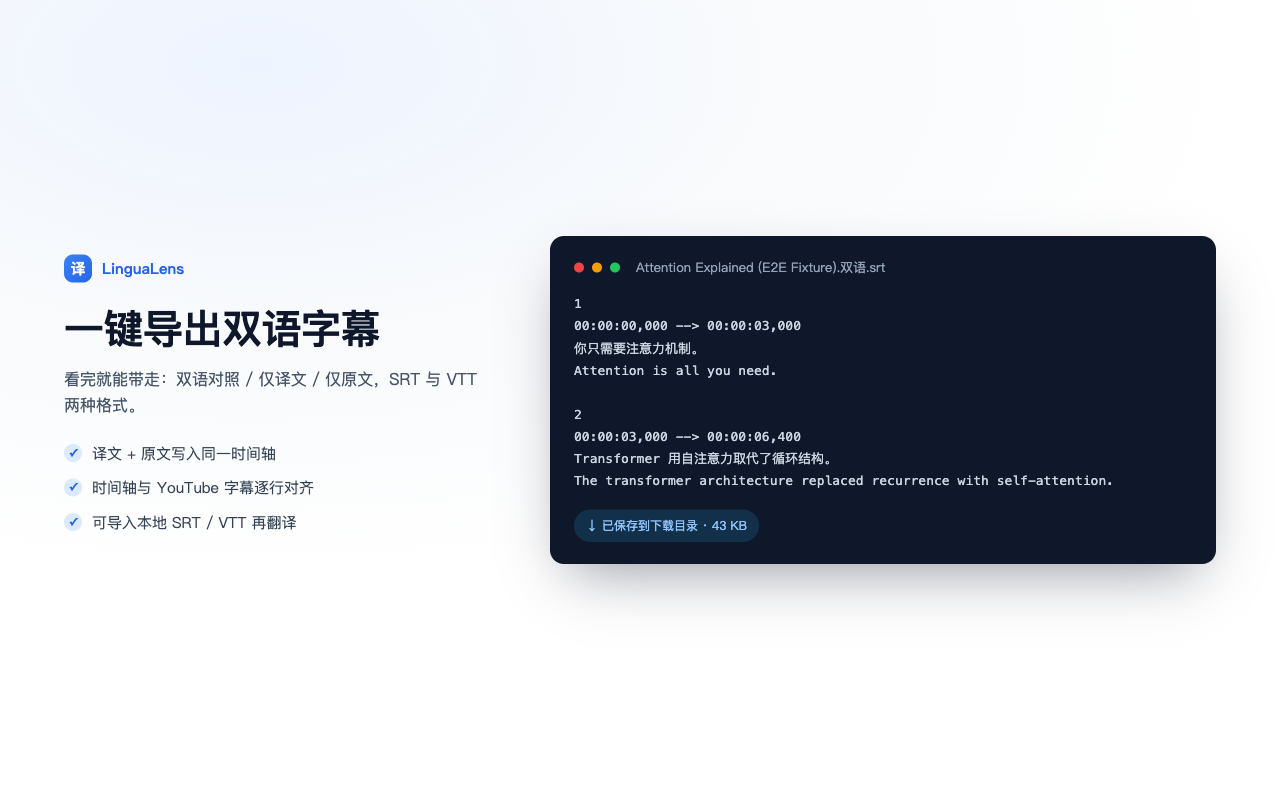 译 LinguaLens
一键导出双语字幕
看完就能带走：双语对照 / 仅译文 / 仅原文，SRT 与 VTT
两种格式。
✓ 译文 + 原文写入同一时间轴
✓ 时间轴与 YouTube 字幕逐行对齐
✓ 可导入本地 SRT / VTT 再翻译
Attention Explained (E2E Fixture).双语.srt
1
00:00:00,000 --> 00:00:03,000
你只需要注意力机制。
Attention is all you need.
2
00:00:03,000 --> 00:00:06,400
Transformer 用自注意力取代了循环结构。
The transformer architecture replaced recurrence with self-attention.
↓ 已保存到下载目录 · 43 KB